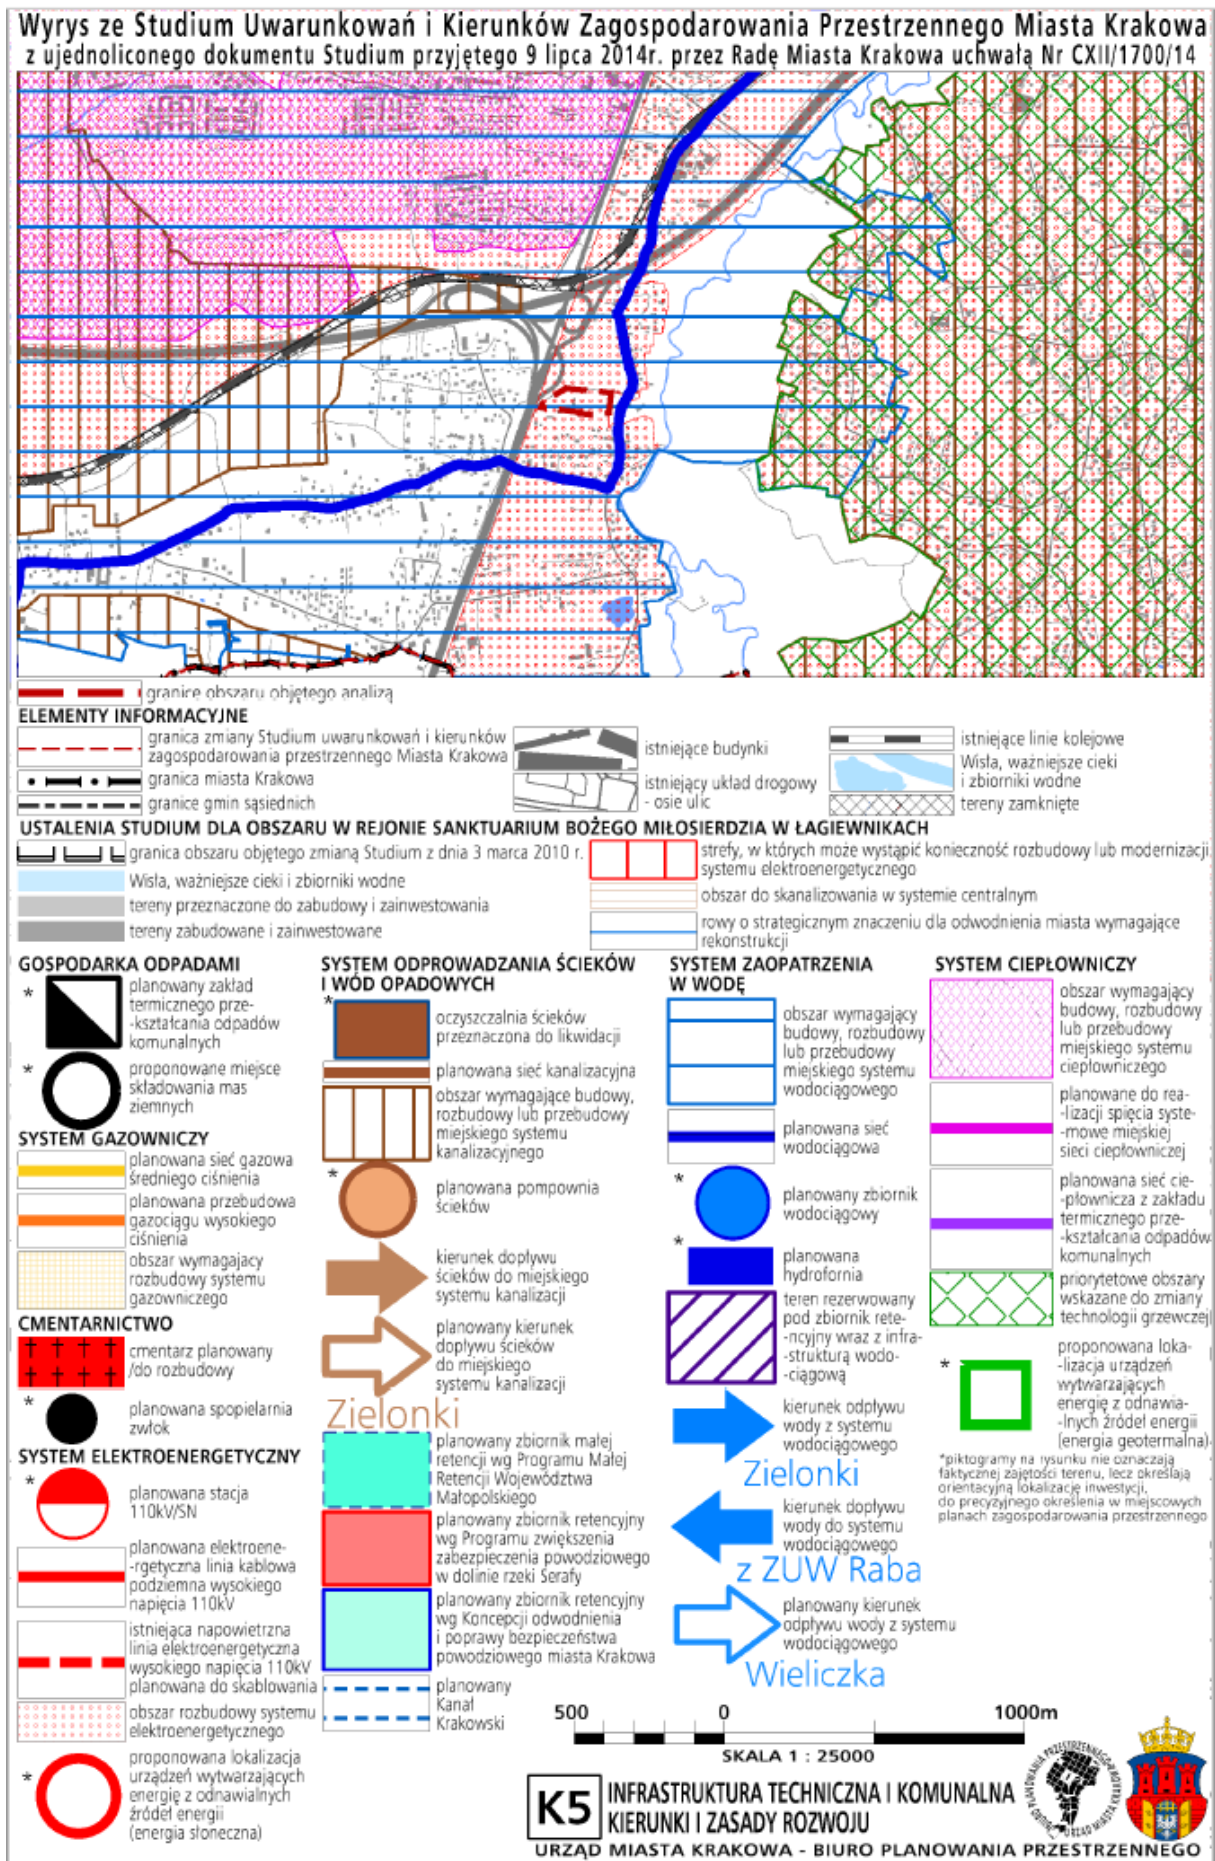 Wyrys ze Studium Uwarunkowań i Kierunków Zagospodarowania Przestrzennego Miasta Krakowa
z ujednoliconego dokumentu Studium przyjętego 9 lipca 2014r. przez Radę Miasta Krakowa uchwałą Nr CXII/1700/14
granice obszaru objętego analizą
ELEMENTY INFORMACYJNE
granica zmiany Studium uwarunkowań i kierunków
zagospodarowania przestrzennego Miasta Krakowa
granica miasta Krakowa
granice gmin sąsiednich
istniejące budynki
istniejący układ drogowy
- osie ulic
istniejące linie kolejowe
Wisła, ważniejsze cieki
i zbiorniki wodne
tereny zamknięte
USTALENIA STUDIUM DLA OBSZARU W REJONIE SANKTUARIUM BOŻEGO MIŁOSIERDZIA W ŁAGIEWNIKACH
granica obszaru objętego zmianą Studium z dnia 3 marca 2010 r.
Wisła, ważniejsze cieki i zbiorniki wodne
tereny przeznaczone do zabudowy i zainwestowania
tereny zabudowane i zainwestowane
strefy, w których może wystąpić konieczność rozbudowy lub modernizacji
systemu elektroenergetycznego
obszar do skanalizowania w systemie centralnym
rowy o strategicznym znaczeniu dla odwodnienia miasta wymagające
rekonstrukcji
GOSPODARKA ODPADAMI
*
planowany zakład
termicznego prze-
-kształcania odpadów
komunalnych
*
proponowane miejsce
składowania mas
ziemnych
SYSTEM GAZOWNICZY
planowana sieć gazowa
średniego ciśnienia
planowana przebudowa
gazociągu wysokiego
ciśnienia
obszar wymagajacy
rozbudowy systemu
gazowniczego
CMENTARNICTWO
cmentarz planowany
/do rozbudowy
*
planowana spopielarnia
zwłok
SYSTEM ELEKTROENERGETYCZNY
*
planowana stacja
110kV/SN
planowana elektroene-
-rgetyczna linia kablowa
podziemna wysokiego
napięcia 110kV
istniejąca napowietrzna
linia elektroenergetyczna
wysokiego napięcia 110kV
planowana do skablowania
obszar rozbudowy systemu
elektroenergetycznego
*
proponowana lokalizacja
urządzeń wytwarzających
energię z odnawialnych
źródeł energii
(energia słoneczna)
SYSTEM ODPROWADZANIA ŚCIEKÓW
I WÓD OPADOWYCH
*
oczyszczalnia ścieków
przeznaczona do likwidacji
planowana sieć kanalizacyjna
obszar wymagające budowy,
rozbudowy lub przebudowy
miejskiego systemu
kanalizacyjnego
*
planowana pompownia
ścieków
kierunek dopływu
ścieków do miejskiego
systemu kanalizacji
planowany kierunek
dopływu ścieków
do miejskiego
systemu kanalizacji
Zielonki
planowany zbiornik małej
retencji wg Programu Małej
Retencji Województwa
Małopolskiego
planowany zbiornik retencyjny
wg Programu zwiększenia
zabezpieczenia powodziowego
w dolinie rzeki Serafy
planowany zbiornik retencyjny
wg Koncepcji odwodnienia
i poprawy bezpieczeństwa
powodziowego miasta Krakowa
planowany
Kanał
Krakowski
SYSTEM ZAOPATRZENIA
W WODĘ
obszar wymagający
budowy, rozbudowy
lub przebudowy
miejskiego systemu
wodociągowego
planowana sieć
wodociągowa
*
planowany zbiornik
wodociągowy
*
planowana
hydrofornia
teren rezerwowany
pod zbiornik rete-
-ncyjny wraz z infra-
-strukturą wodo-
-ciągową
kierunek odpływu
wody z systemu
wodociągowego
Zielonki
kierunek dopływu
wody do systemu
wodociągowego
z ZUW Raba
planowany kierunek
odpływu wody z systemu
wodociągowego
Wieliczka
SYSTEM CIEPŁOWNICZY
obszar wymagający
budowy, rozbudowy
lub przebudowy
miejskiego systemu
ciepłowniczego
planowane do rea-
-lizacji spięcia syste-
-mowe miejskiej
sieci ciepłowniczej
planowana sieć cie-
-płownicza z zakładu
termicznego prze-
-kształcania odpadów
komunalnych
priorytetowe obszary
wskazane do zmiany
technologii grzewczej
*
proponowana loka-
-lizacja urządzeń
wytwarzających
energię z odnawia-
-lnych źródeł energii
(energia geotermalna)
*piktogramy na rysunku nie oznaczają
faktycznej zajętości terenu, lecz określają
orientacyjną lokalizację inwestycji,
do precyzyjnego określenia w miejscowych
planach zagospodarowania przestrzennego
500 0 1000m
SKALA 1 : 25000
K5
INFRASTRUKTURA TECHNICZNA I KOMUNALNA
KIERUNKI I ZASADY ROZWOJU
URZĄD MIASTA KRAKOWA - BIURO PLANOWANIA PRZESTRZENNEGO